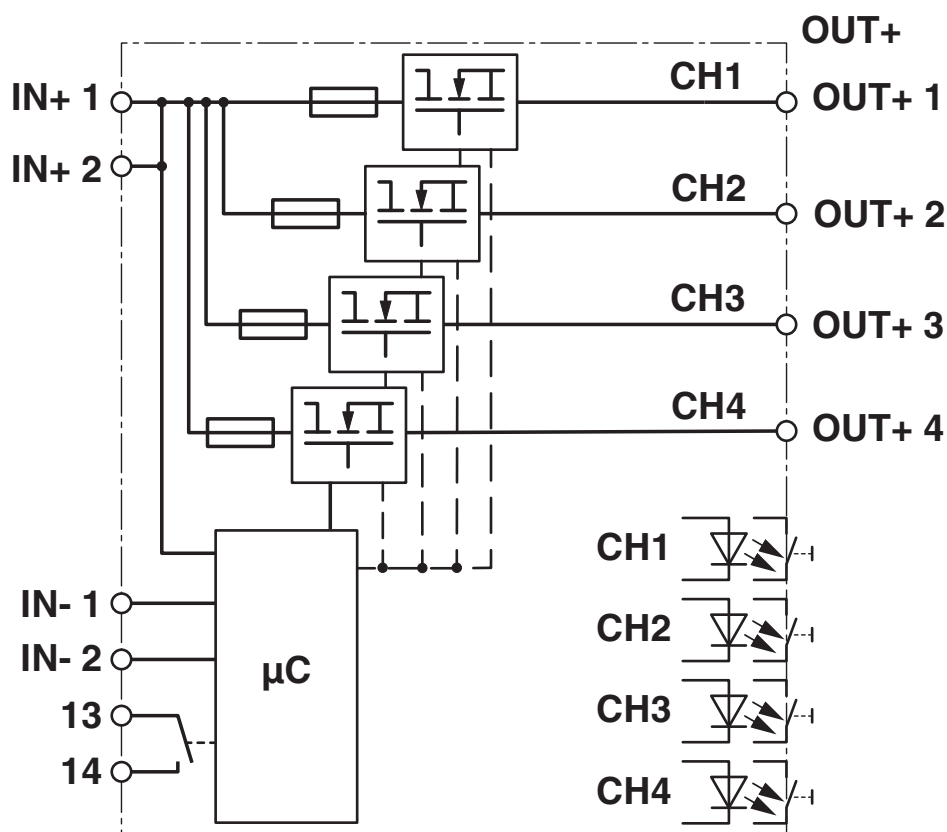 OUT+
IN+ 1
CH1
OUT+ 1
IN+ 2
CH2
OUT+ 2
CH3
OUT+ 3
CH4
OUT+ 4
CH1
IN- 1
CH2
IN- 2
µC
13
CH3
14
CH4